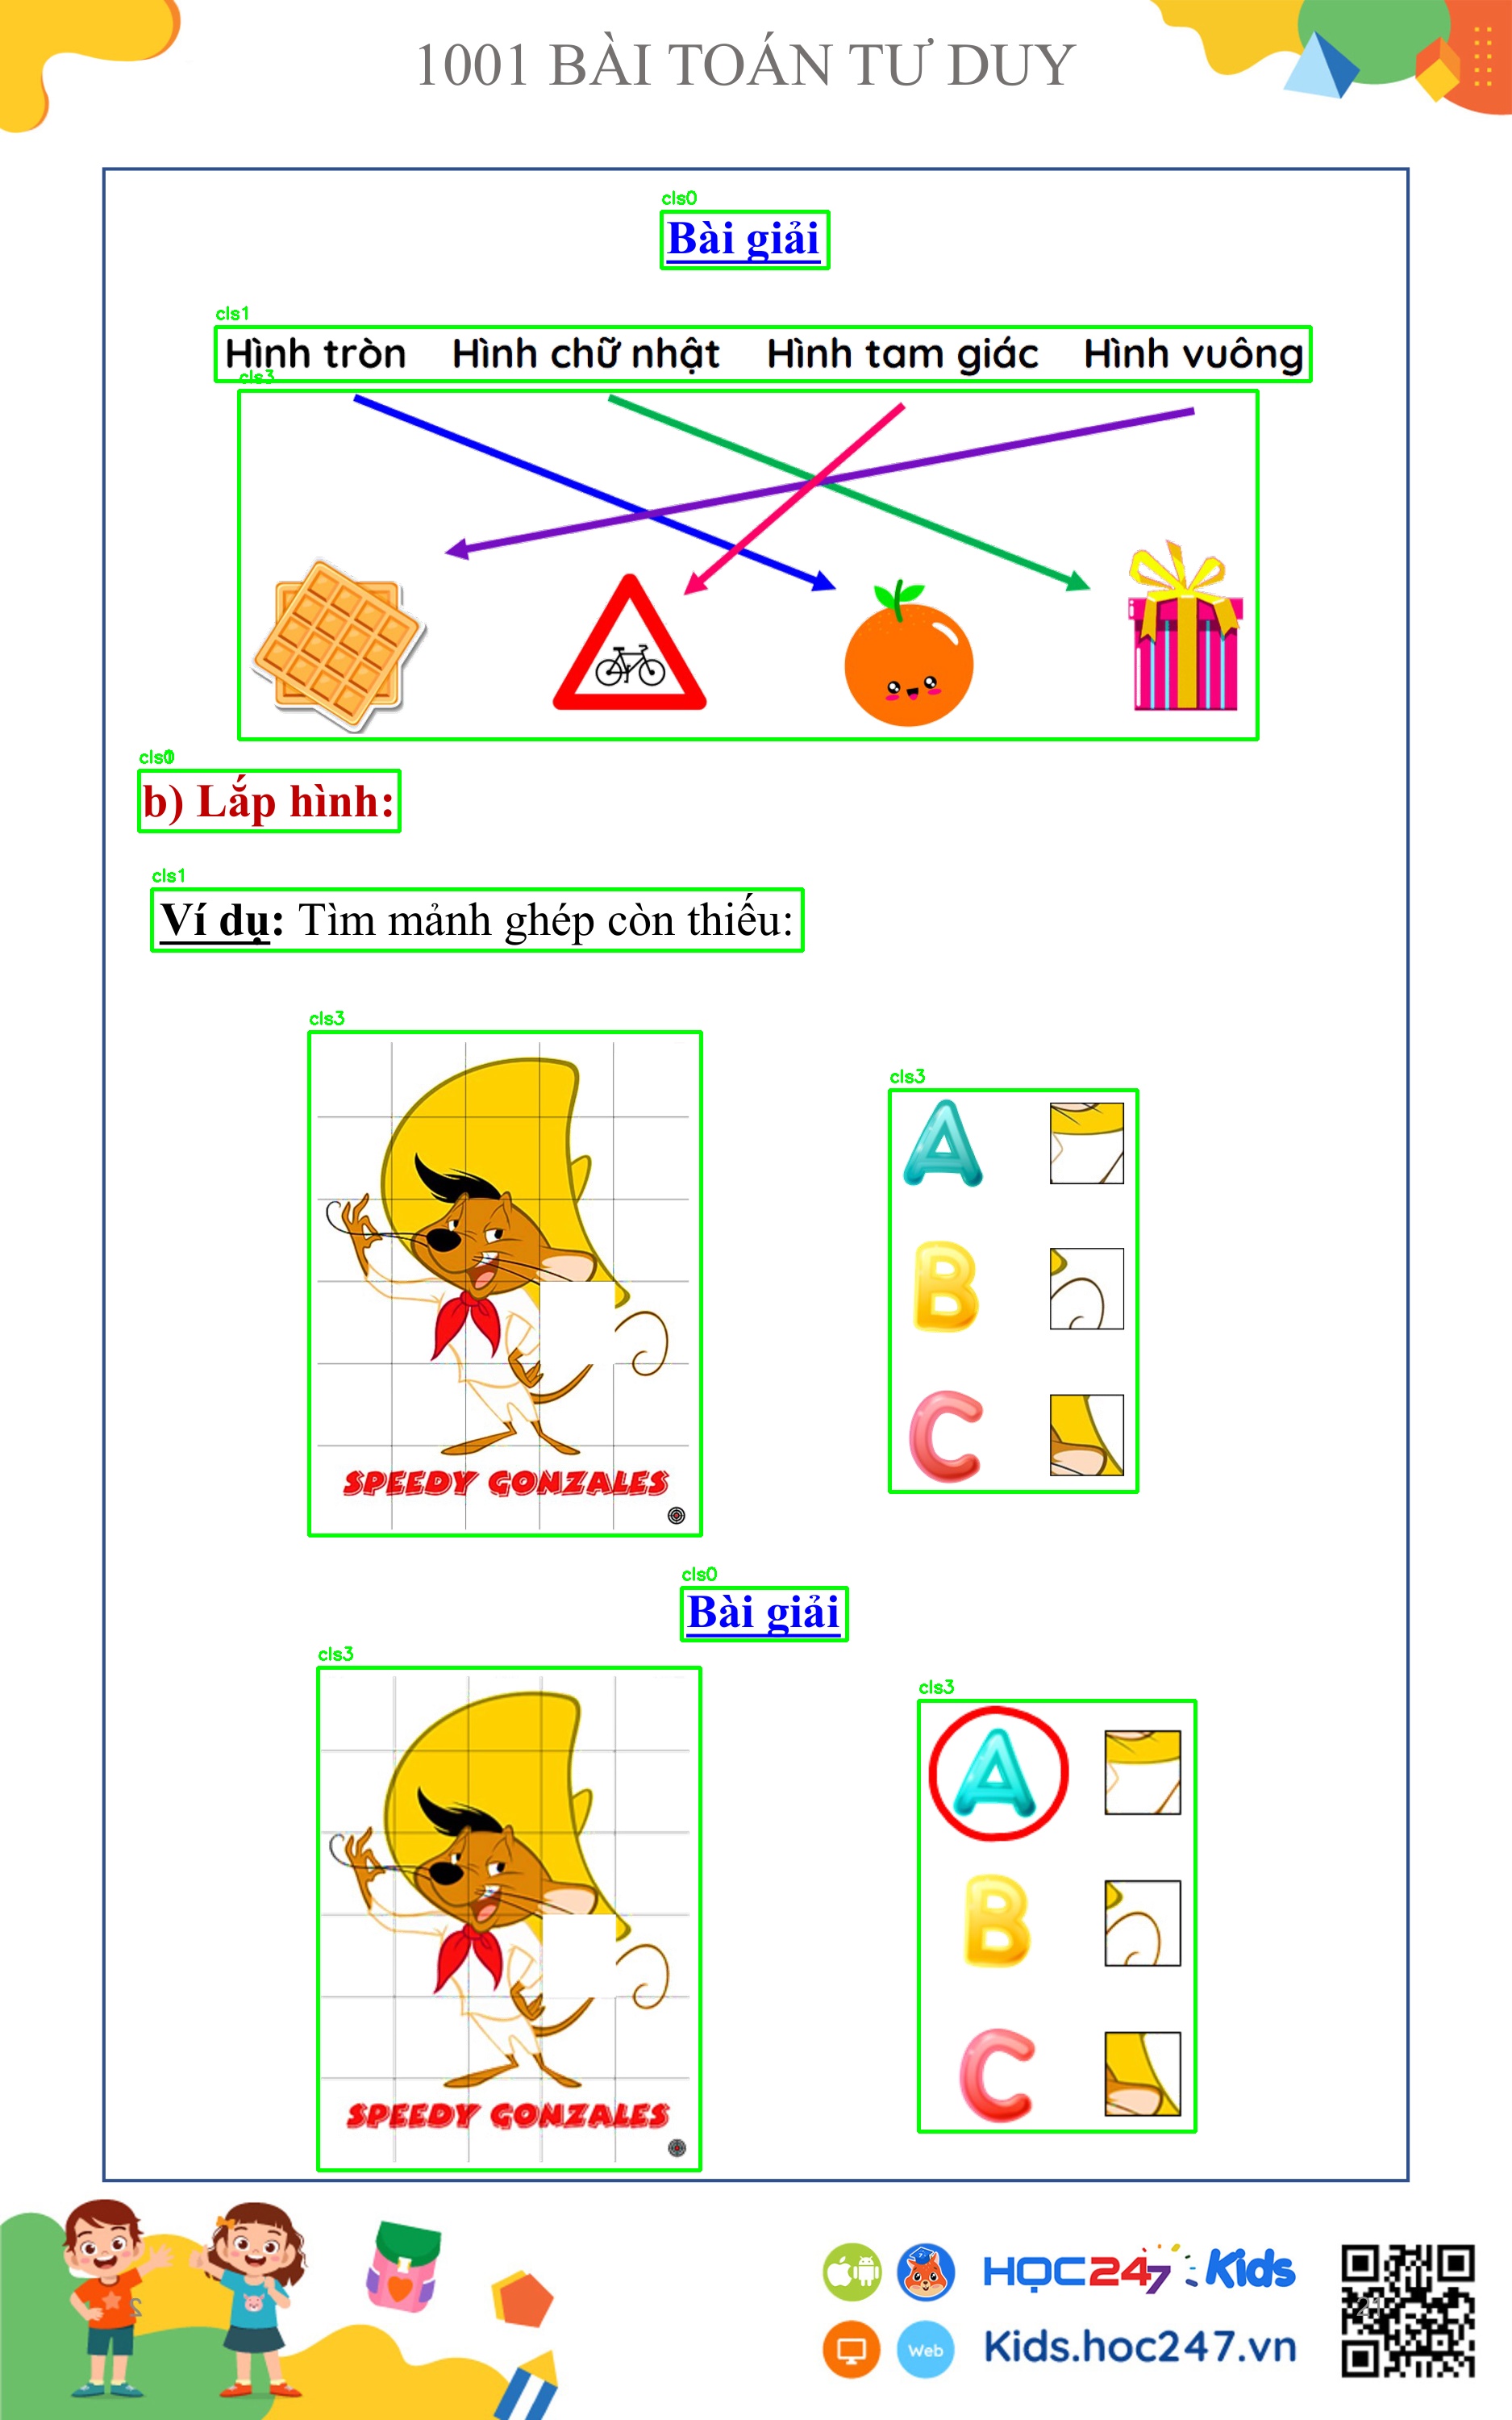 1001 BÀI TOÁN TƯ DUY
cls0
Bài giải
cls1
Hình tròn Hình chữ nhật Hình tam giác Hình vuông
cls3
b) Lắp hình:
cls1
Ví dụ: Tìm mảnh ghép còn thiếu:
cls3
cls3
A
B
C
SPEEDY GONZALES
cls0
Bài giải
cls3
cls3
A
B
C
SPEEDY GONZALES
HỌC247 Kids
Web
Kids.hoc247.vn
2
21